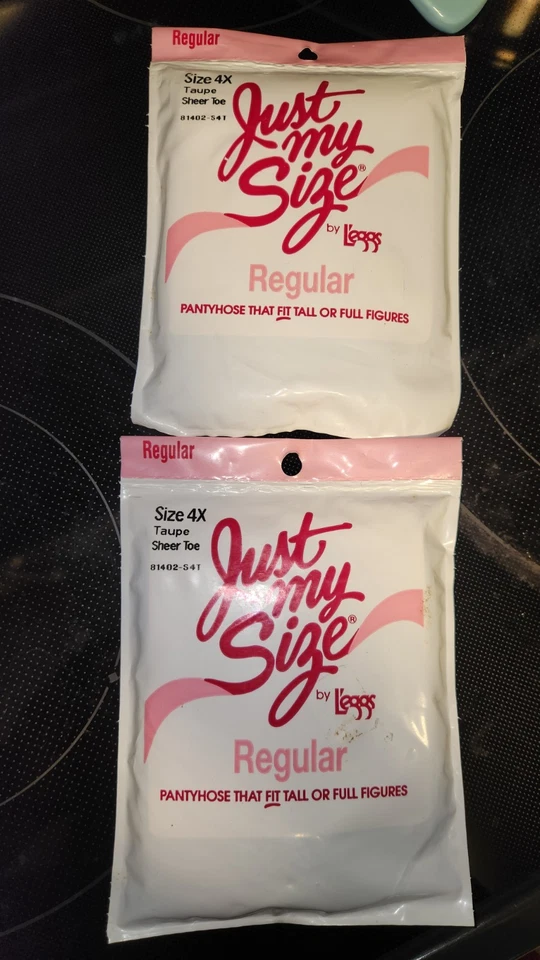 Regular
Size 4X
Taupe
Sheer Toe
81402-S41
Just
my
Size®
by L'eggs
Regular
PANTYHOSE THAT FIT TALL OR FULL FIGURES
Regular
Size 4X
Taupe
Sheer Toe
81402-S41
Just
my
Size®
by L'eggs
Regular
PANTYHOSE THAT FIT TALL OR FULL FIGURES